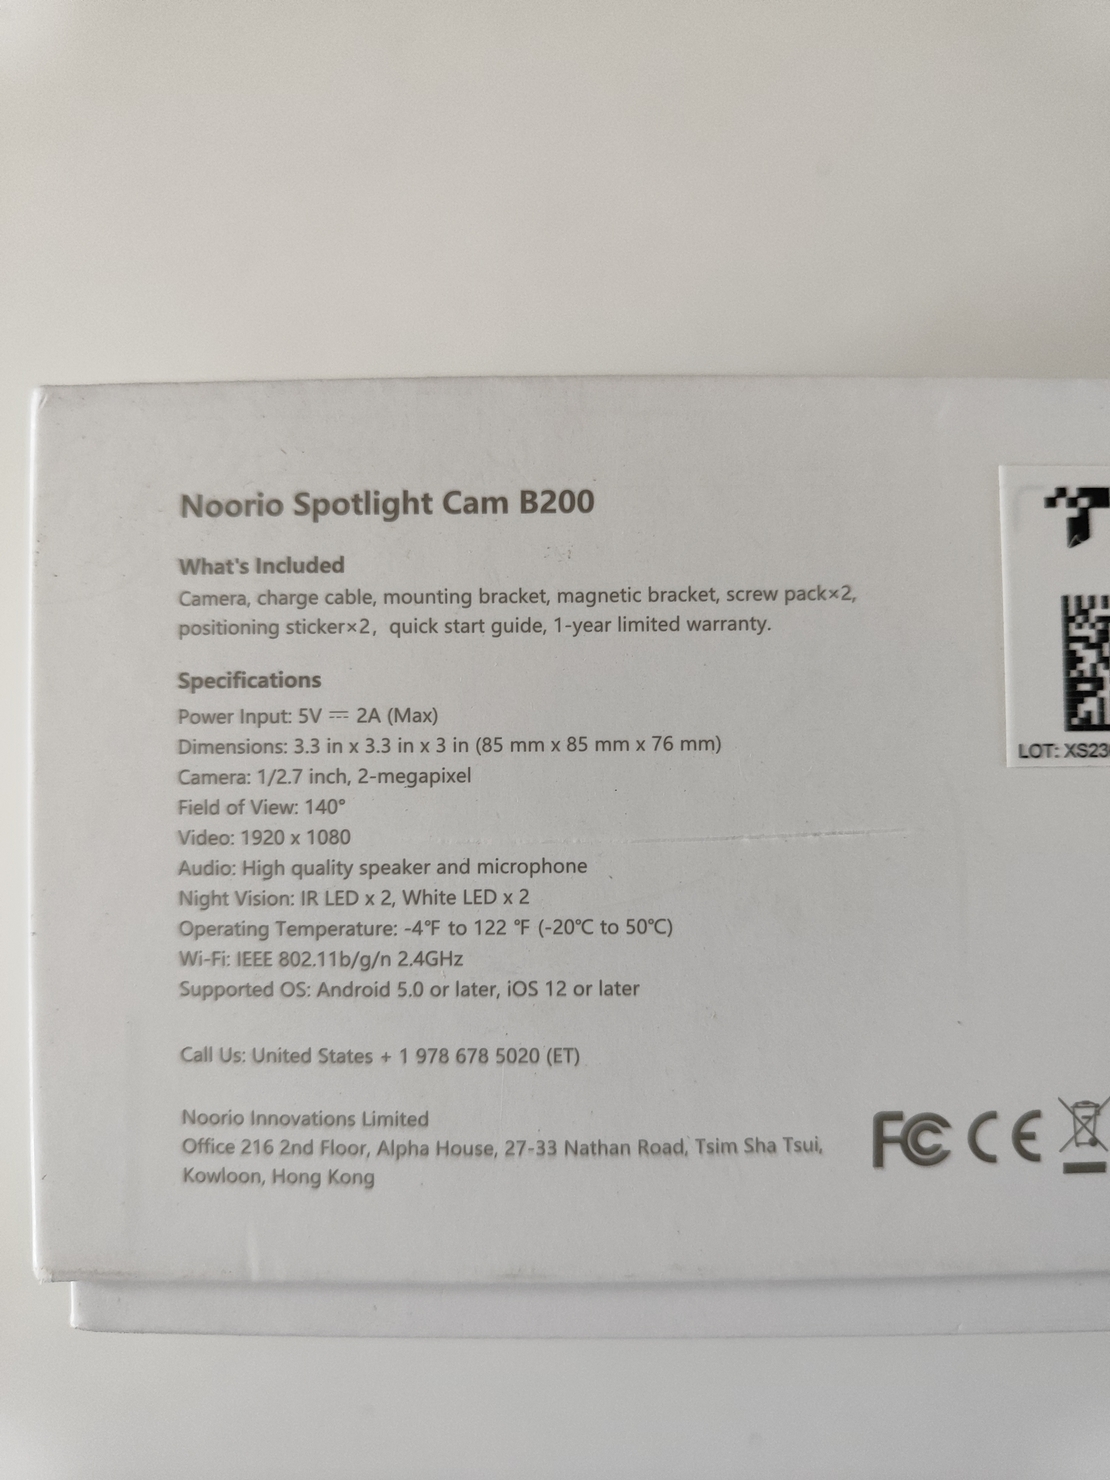 Noorio Spotlight Cam B200
What's Included
Camera, charge cable, mounting bracket, magnetic bracket, screw pack×2,
positioning sticker×2, quick start guide, 1-year limited warranty.
Specifications
Power Input: 5V ⎓ 2A (Max)
Dimensions: 3.3 in x 3.3 in x 3 in (85 mm x 85 mm x 76 mm)
Camera: 1/2.7 inch, 2-megapixel
Field of View: 140°
Video: 1920 x 1080
Audio: High quality speaker and microphone
Night Vision: IR LED x 2, White LED x 2
Operating Temperature: -4°F to 122 °F (-20℃ to 50℃)
Wi-Fi: IEEE 802.11b/g/n 2.4GHz
Supported OS: Android 5.0 or later, iOS 12 or later
Call Us: United States + 1 978 678 5020 (ET)
Noorio Innovations Limited
Office 216 2nd Floor, Alpha House, 27-33 Nathan Road, Tsim Sha Tsui,
Kowloon, Hong Kong
FC CE
LOT: XS23